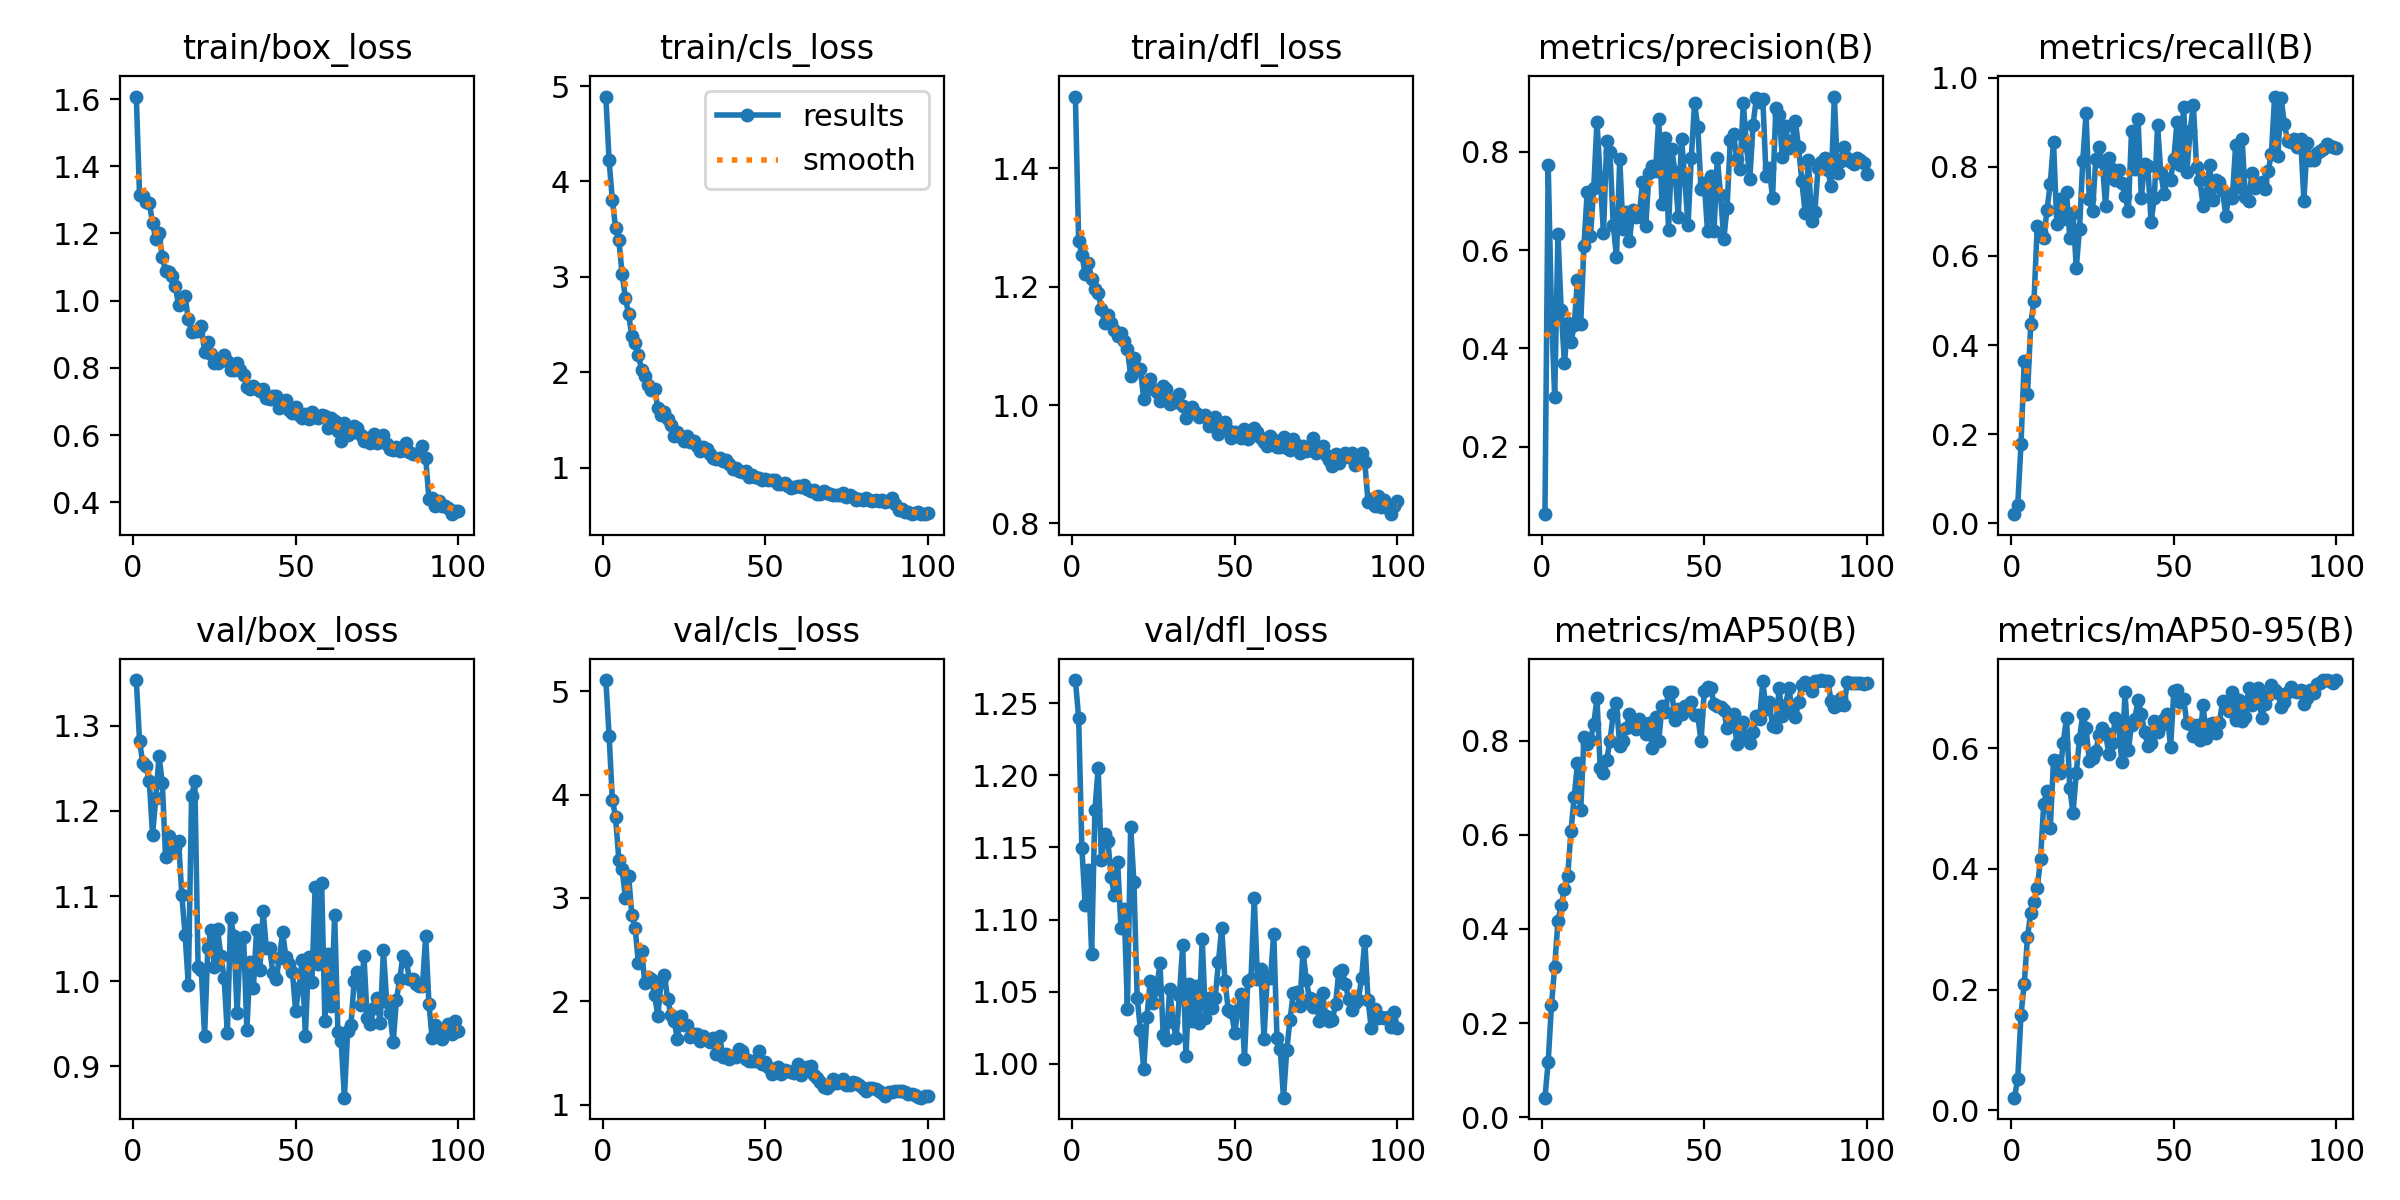 train/box_loss
1.6
1.4
1.2
1.0
0.8
0.6
0.4
0 50 100
train/cls_loss
results
smooth
5
4
3
2
1
0 50 100
train/dfl_loss
1.4
1.2
1.0
0.8
0 50 100
metrics/precision(B)
0.8
0.6
0.4
0.2
0 50 100
metrics/recall(B)
1.0
0.8
0.6
0.4
0.2
0.0
0 50 100
val/box_loss
1.3
1.2
1.1
1.0
0.9
0 50 100
val/cls_loss
5
4
3
2
1
0 50 100
val/dfl_loss
1.25
1.20
1.15
1.10
1.05
1.00
0 50 100
metrics/mAP50(B)
0.8
0.6
0.4
0.2
0.0
0 50 100
metrics/mAP50-95(B)
0.6
0.4
0.2
0.0
0 50 100